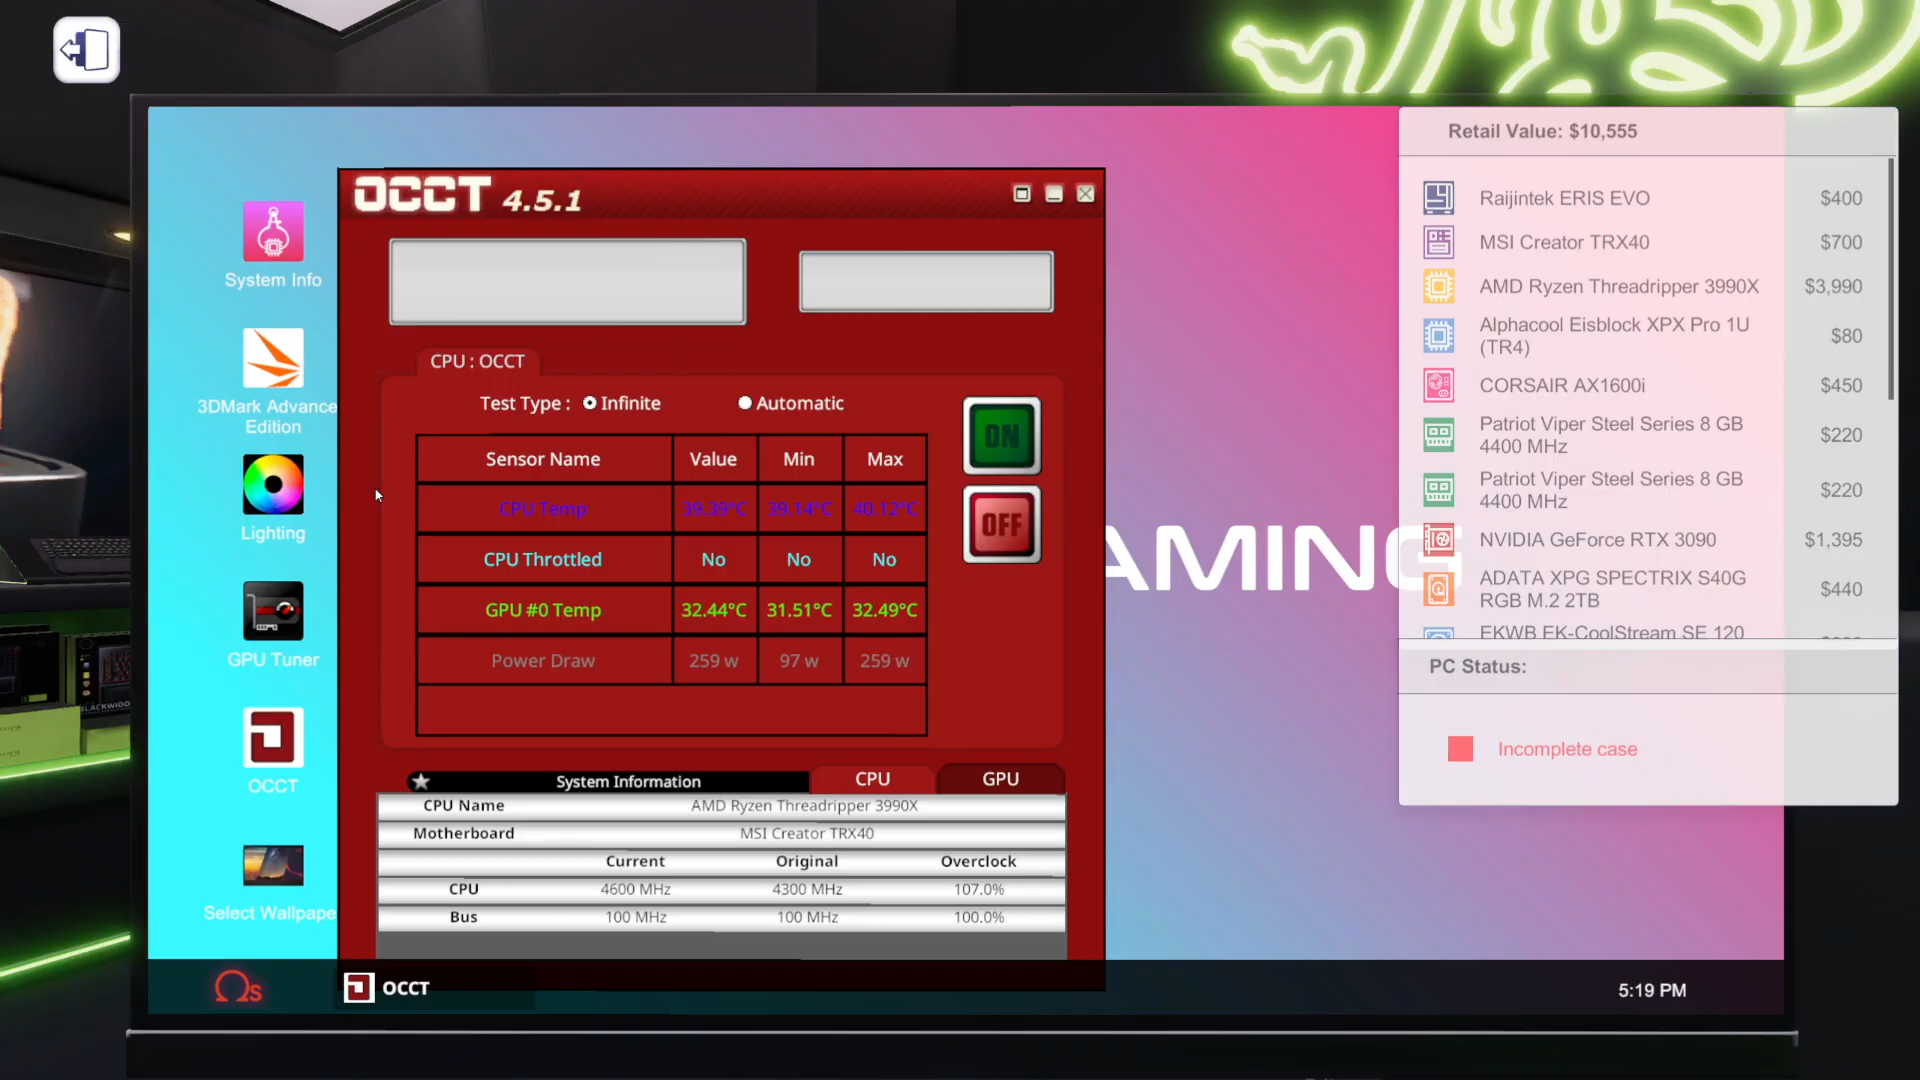 Retail Value: $10,555
OCCT 4.5.1
System Info
Raijintek ERIS EVO $400
MSI Creator TRX40 $700
AMD Ryzen Threadripper 3990X $3,990
Alphacool Eisblock XPX Pro 1U
(TR4) $80
CORSAIR AX1600i $450
Patriot Viper Steel Series 8 GB
4400 MHz $220
Patriot Viper Steel Series 8 GB
4400 MHz $220
NVIDIA GeForce RTX 3090 $1,395
ADATA XPG SPECTRIX S40G
RGB M.2 2TB $440
EKWB EK-CoolStream SE 120
PC Status:
Incomplete case
CPU : OCCT
Test Type : Infinite Automatic
ON
OFF
Sensor Name Value Min Max
CPU Temp 39.39°C 39.14°C 40.12°C
CPU Throttled No No No
GPU #0 Temp 32.44°C 31.51°C 32.49°C
Power Draw 259 w 97 w 259 w
System Information CPU GPU
CPU Name AMD Ryzen Threadripper 3990X
Motherboard MSI Creator TRX40
Current Original Overclock
CPU 4600 MHz 4300 MHz 107.0%
Bus 100 MHz 100 MHz 100.0%
3DMark Advance
Edition
Lighting
GPU Tuner
OCCT
Select Wallpape
AMING
Ωs
OCCT
5:19 PM